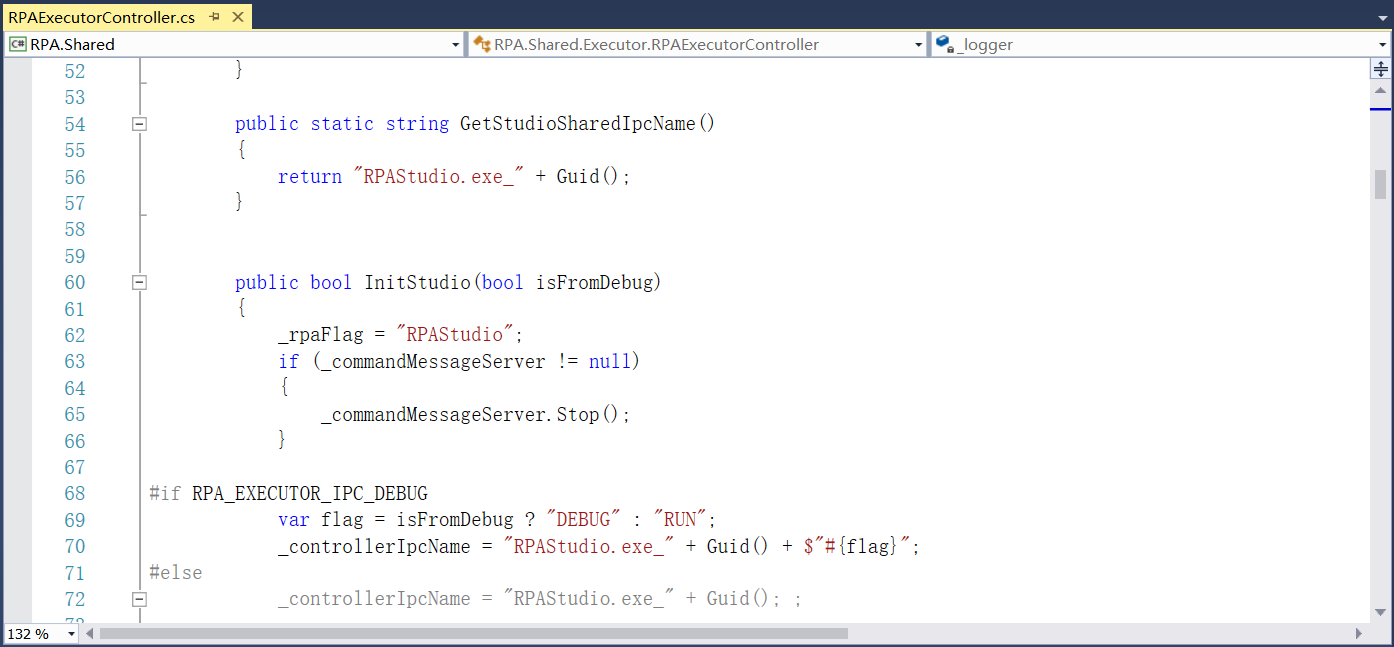 RPAExecutorController.cs
RPA.Shared RPA.Shared.Executor.RPAExecutorController _logger
52 }
53
54 public static string GetStudioSharedIpcName()
55 {
56 return "RPAStudio.exe_" + Guid();
57 }
58
59
60 public bool InitStudio(bool isFromDebug)
61 {
62 _rpaFlag = "RPAStudio";
63 if (_commandMessageServer != null)
64 {
65 _commandMessageServer.Stop();
66 }
67
68 #if RPA_EXECUTOR_IPC_DEBUG
69 var flag = isFromDebug ? "DEBUG" : "RUN";
70 _controllerIpcName = "RPAStudio.exe_" + Guid() + $"#{flag}";
71 #else
72 _controllerIpcName = "RPAStudio.exe_" + Guid(); ;
132 %